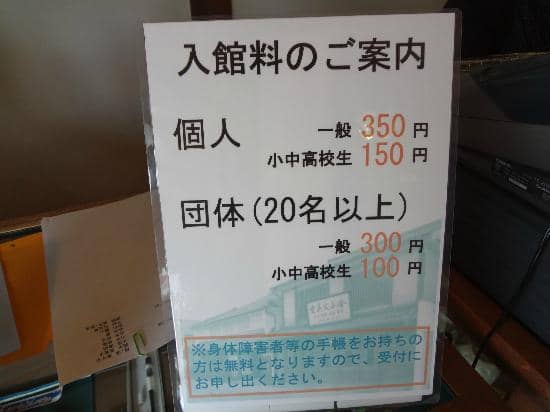 入館料のご案内
個人 一般 350 円
小中高校生 150 円
団体(20名以上)
一般 300 円
小中高校生 100 円
※身体障害者等の手帳をお持ちの
方は無料となりますので、受付に
お申し出ください。